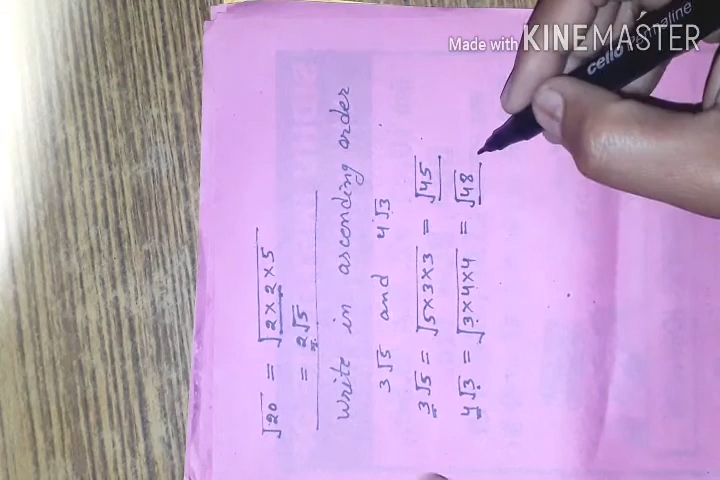 Made with KINEMASTER
cello Permaline
√20 = √2×2×5
= 2√5
Write in ascending order
3√5 and 4√3
3√5 = √5×3×3 = √45
4√3 = √3×4×4 = √48